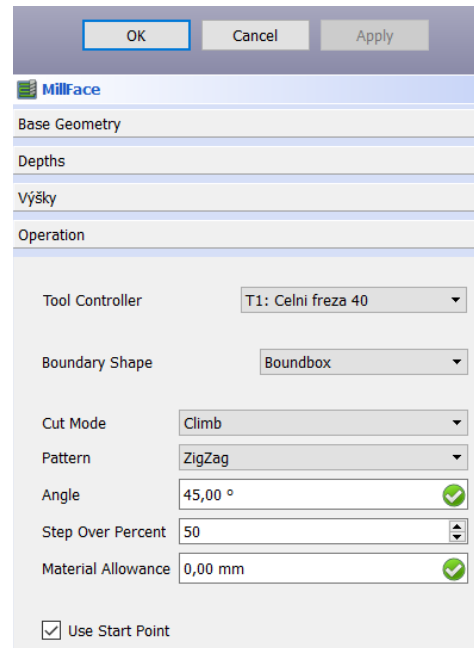 OK Cancel Apply
MillFace
Base Geometry
Depths
Výšky
Operation
Tool Controller T1: Celni freza 40
Boundary Shape Boundbox
Cut Mode Climb
Pattern ZigZag
Angle 45,00 °
Step Over Percent 50
Material Allowance 0,00 mm
Use Start Point